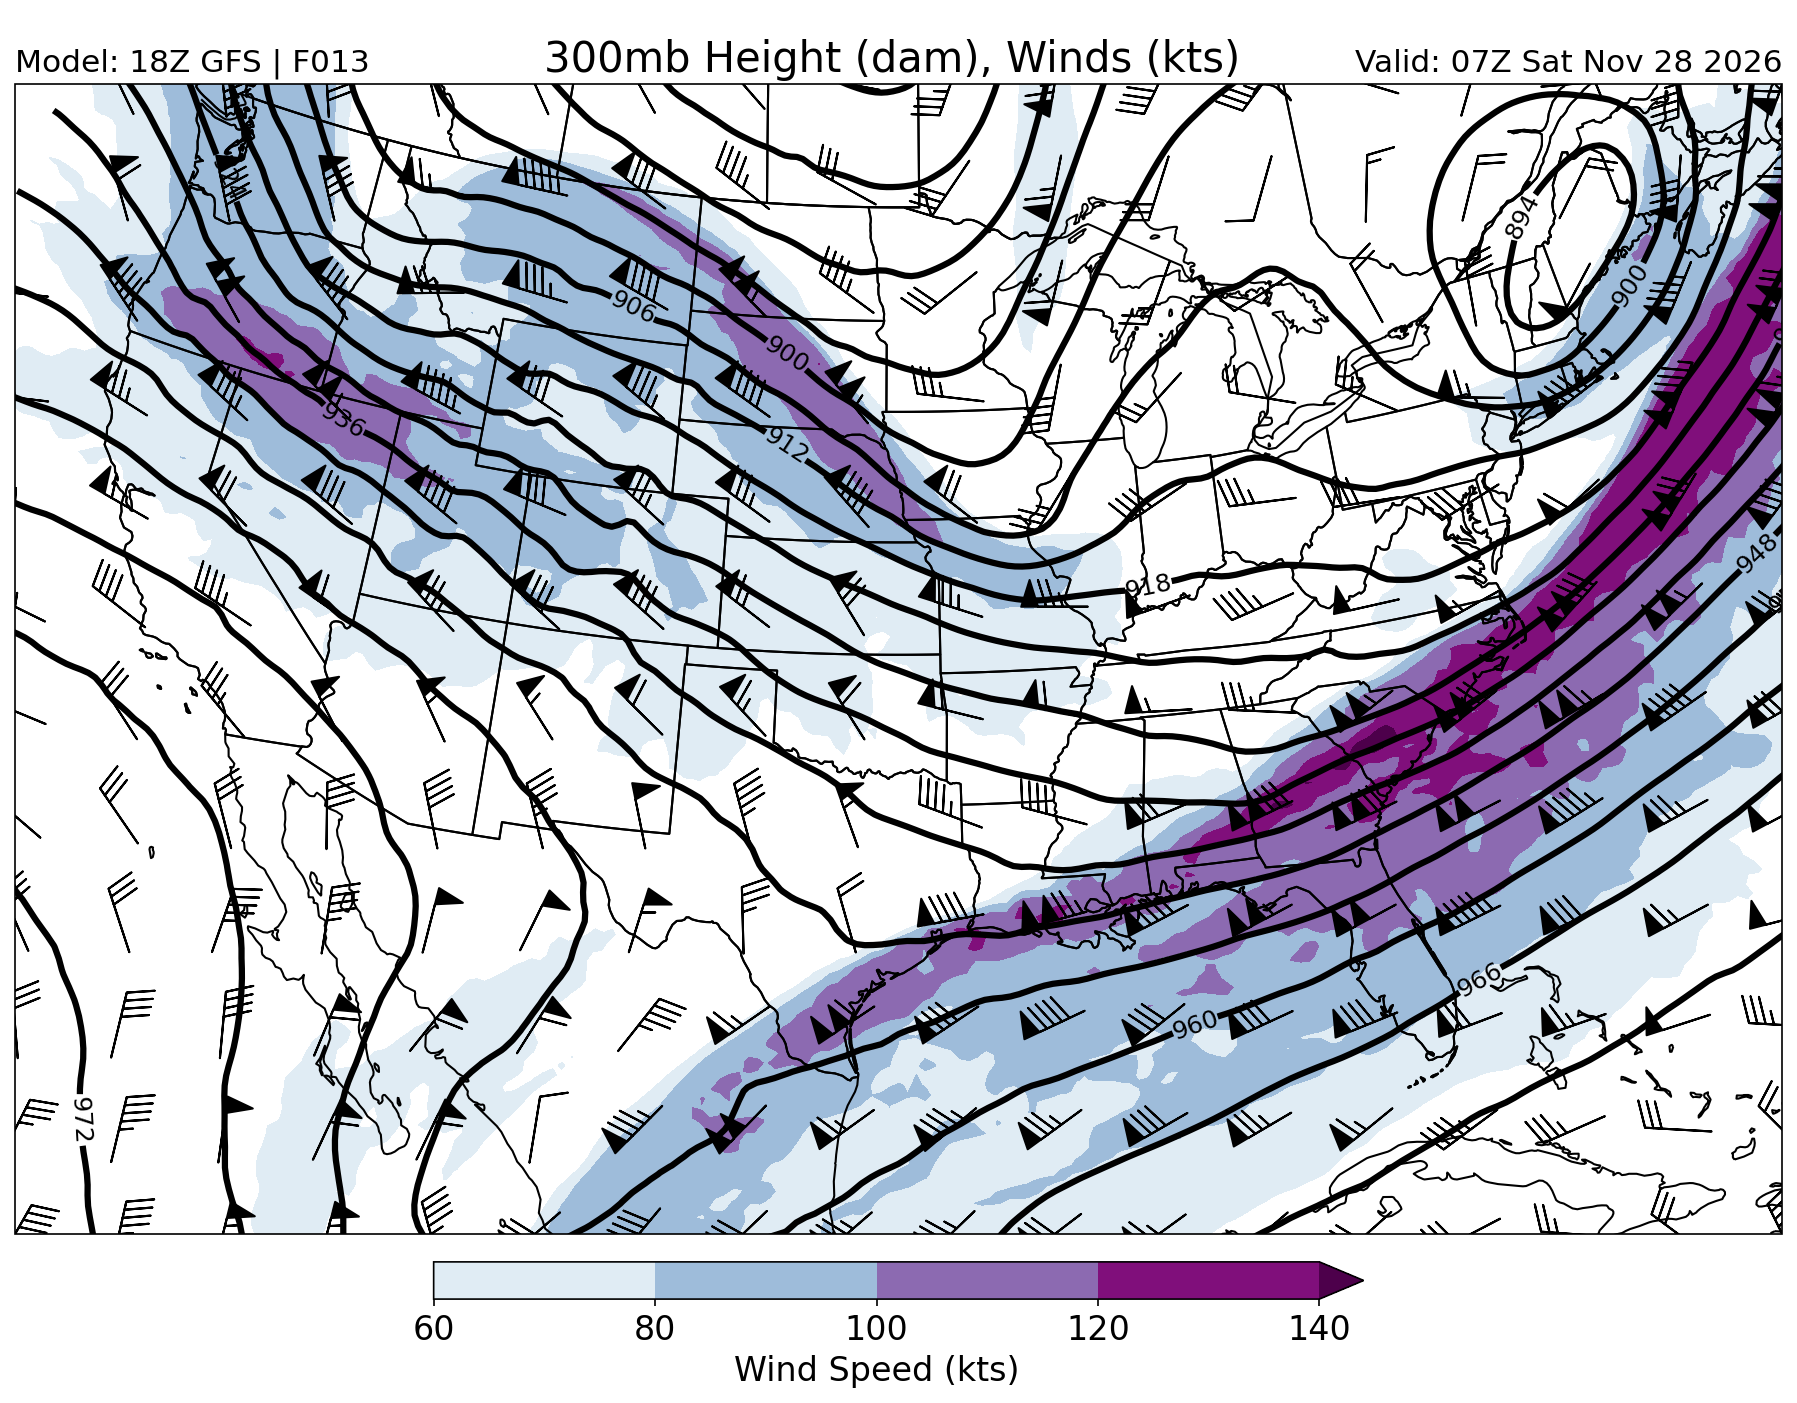 Model: 18Z GFS | F013
300mb Height (dam), Winds (kts)
Valid: 07Z Sat Nov 28 2026
894
900
906
900
936
912
918
948
966
960
972
60 80 100 120 140
Wind Speed (kts)